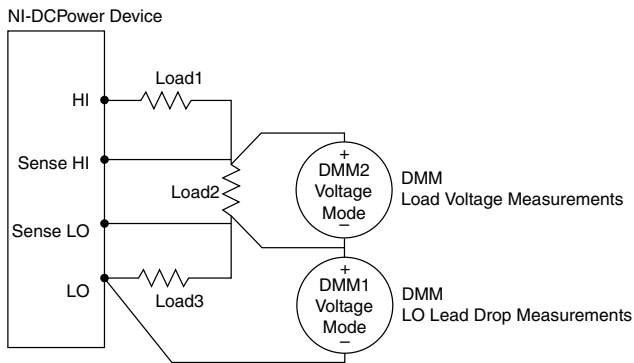 NI-DCPower Device
HI
Load1
Sense HI
Load2
Sense LO
LO
Load3
+
DMM2
Voltage
Mode
–
DMM
Load Voltage Measurements
+
DMM1
Voltage
Mode
–
DMM
LO Lead Drop Measurements